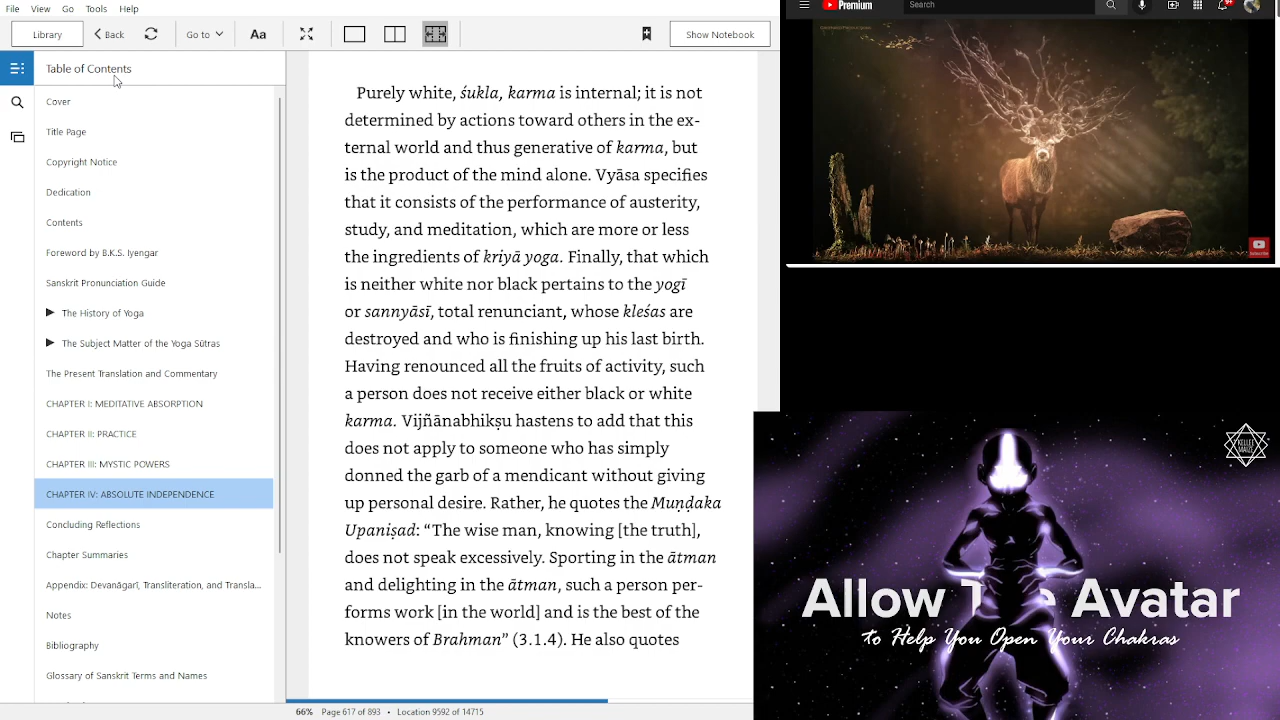 File View Go Tools Help
Library Back Go to Aa Show Notebook
Table of Contents
Cover
Title Page
Copyright Notice
Dedication
Contents
Foreword by B.K.S. Iyengar
Sanskrit Pronunciation Guide
The History of Yoga
The Subject Matter of the Yoga Sūtras
The Present Translation and Commentary
CHAPTER I: MEDITATIVE ABSORPTION
CHAPTER II: PRACTICE
CHAPTER III: MYSTIC POWERS
CHAPTER IV: ABSOLUTE INDEPENDENCE
Concluding Reflections
Chapter Summaries
Appendix: Devanāgarī, Transliteration, and Transla...
Notes
Bibliography
Glossary of Sanskrit Terms and Names
Purely white, śukla, karma is internal; it is not
determined by actions toward others in the ex-
ternal world and thus generative of karma, but
is the product of the mind alone. Vyāsa specifies
that it consists of the performance of austerity,
study, and meditation, which are more or less
the ingredients of kriyā yoga. Finally, that which
is neither white nor black pertains to the yogī
or sannyāsī, total renunciant, whose kleśas are
destroyed and who is finishing up his last birth.
Having renounced all the fruits of activity, such
a person does not receive either black or white
karma. Vijñānabhikṣu hastens to add that this
does not apply to someone who has simply
donned the garb of a mendicant without giving
up personal desire. Rather, he quotes the Muṇḍaka
Upaniṣad: “The wise man, knowing [the truth],
does not speak excessively. Sporting in the ātman
and delighting in the ātman, such a person per-
forms work [in the world] and is the best of the
knowers of Brahman” (3.1.4). He also quotes
66% Page 617 of 893 • Location 9592 of 14715
Premium Search 9+
Subscribe
KELLEE MAIZE
Allow T e Avatar
to Help You Open Your Chakras